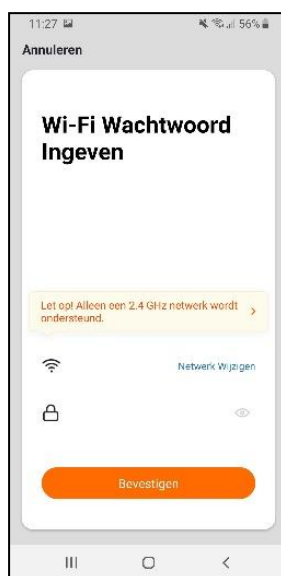 11:27 56%
Annuleren
Wi-Fi Wachtwoord
Ingeven
Let op! Alleen een 2.4 GHz netwerk wordt
ondersteund.
Netwerk Wijzigen
Bevestigen